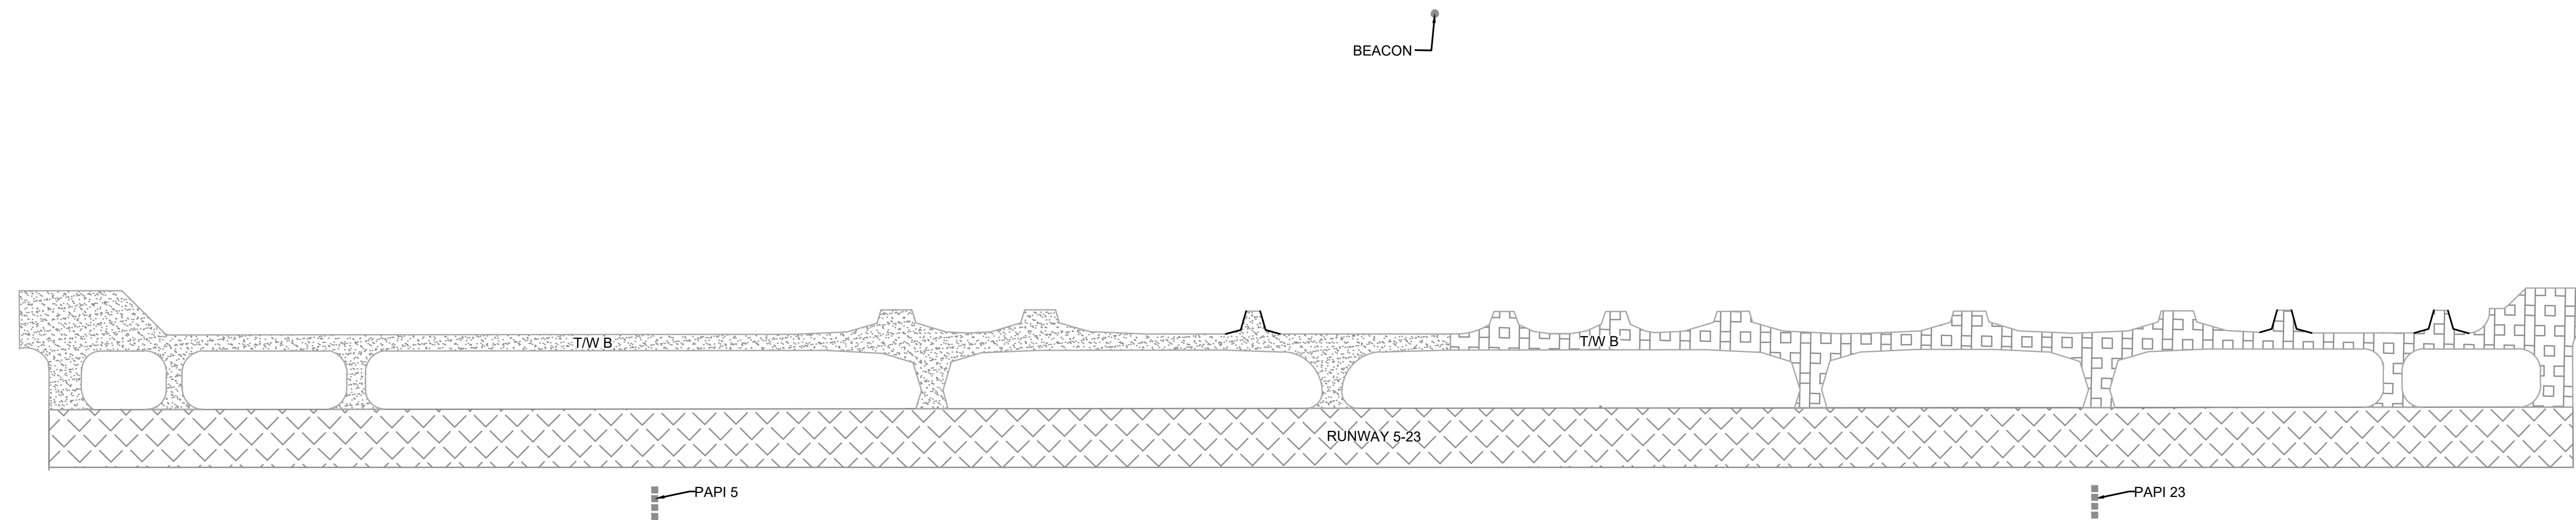 BEACON
T/W B
T/W B
RUNWAY 5-23
PAPI 5
PAPI 23